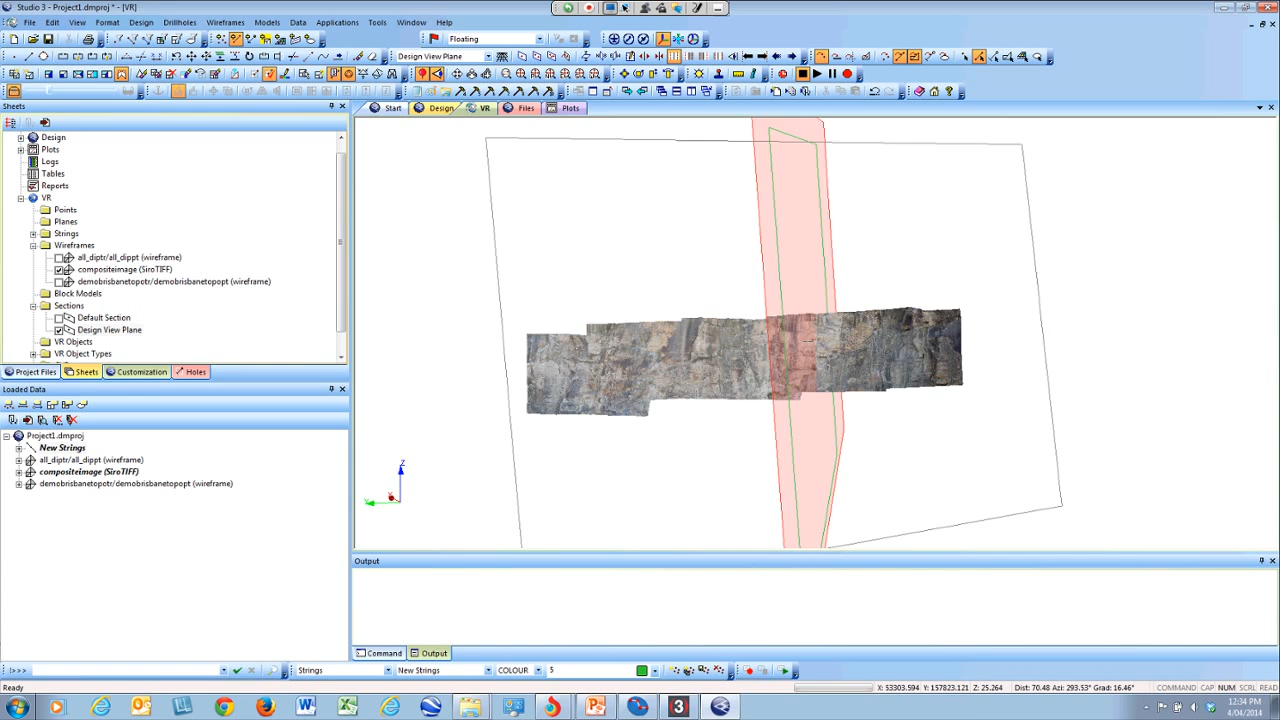 Studio 3 - Project1.dmproj * - [VR]
File Edit View Format Design Drillholes Wireframes Models Data Applications Tools Window Help
Floating
Design View Plane
Sheets
Start Design VR Files Plots
Design
Plots
Logs
Tables
Reports
VR
Points
Planes
Strings
Wireframes
all_diptr/all_dippt (wireframe)
compositeimage (SiroTIFF)
demobrisbanetopotr/demobrisbanetopopt (wireframe)
Block Models
Sections
Default Section
Design View Plane
VR Objects
VR Object Types
Project Files Sheets Customization Holes
Loaded Data
Project1.dmproj
New Strings
all_diptr/all_dippt (wireframe)
compositeimage (SiroTIFF)
demobrisbanetopotr/demobrisbanetopopt (wireframe)
Z
Y
X
Output
Command Output
!>>> Strings New Strings COLOUR 5
Ready X: 53303.594 Y: 157823.121 Z: 25.264 Dist: 70.48 Azi: 293.53° Grad: 16.46° COMMAND CAP NUM SCRL READ
12:34 PM
4/04/2014